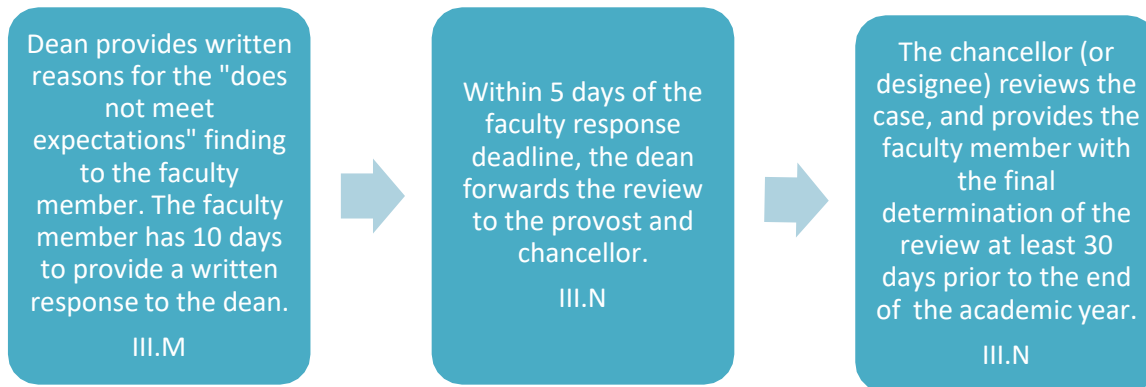 Dean provides written
reasons for the "does
not meet
expectations" finding
to the faculty
member. The faculty
member has 10 days
to provide a written
response to the dean.
III.M
Within 5 days of the
faculty response
deadline, the dean
forwards the review
to the provost and
chancellor.
III.N
The chancellor (or
designee) reviews the
case, and provides the
faculty member with
the final
determination of the
review at least 30
days prior to the end
of the academic year.
III.N